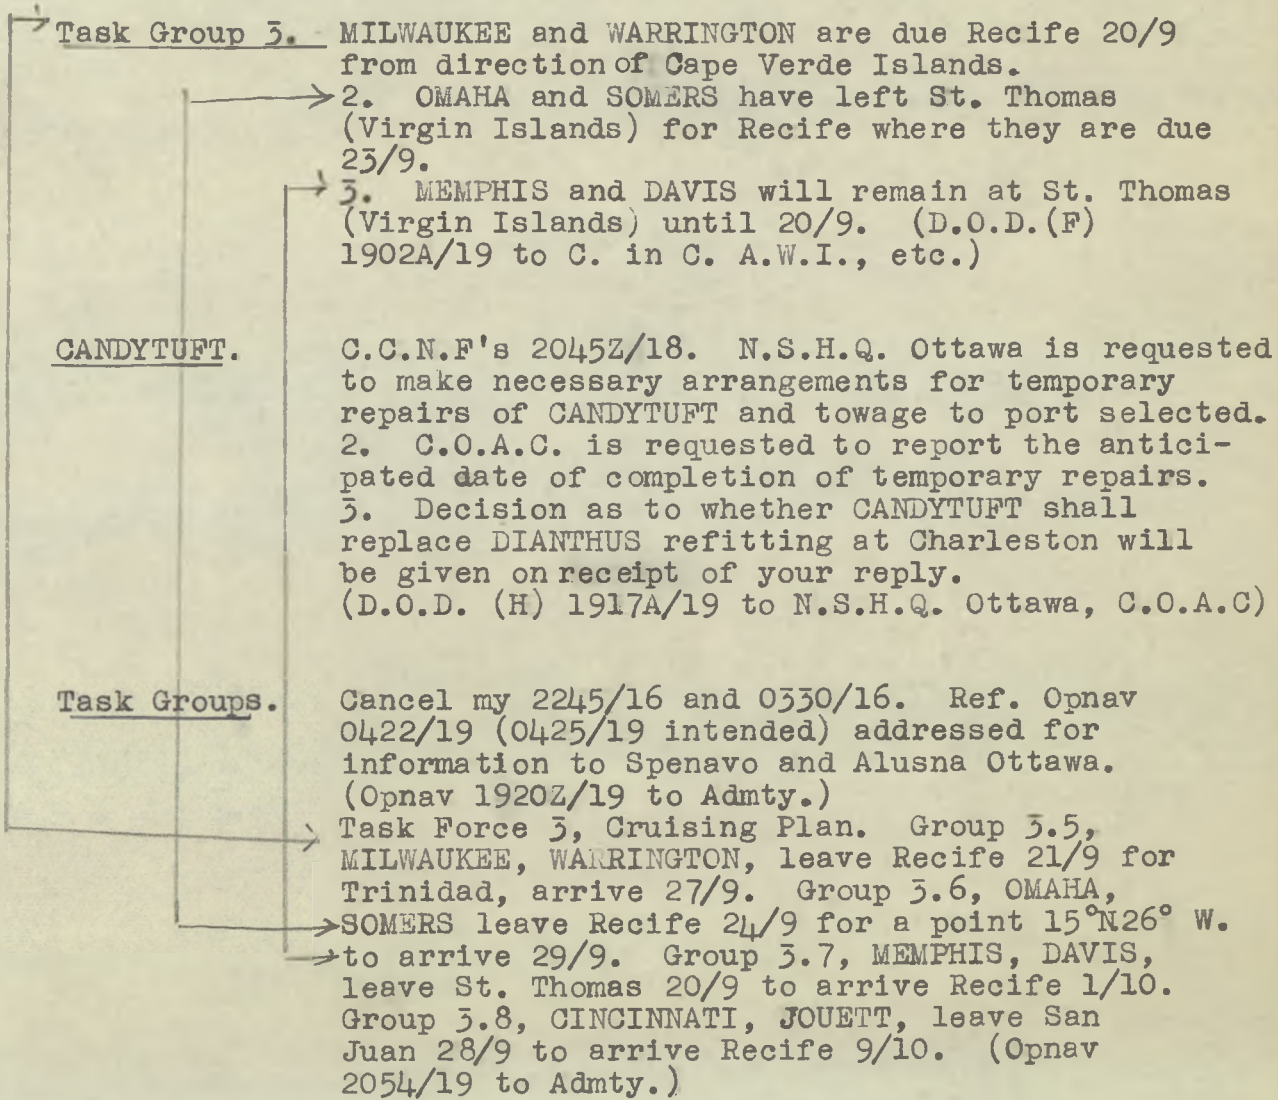 Task Group 3. MILWAUKEE and WARRINGTON are due Recife 20/9
from direction of Cape Verde Islands.
2. OMAHA and SOMERS have left St. Thomas
(Virgin Islands) for Recife where they are due
23/9.
3. MEMPHIS and DAVIS will remain at St. Thomas
(Virgin Islands) until 20/9. (D.O.D.(F)
1902A/19 to C. in C. A.W.I., etc.)
CANDYTUFT. C.C.N.F's 2045Z/18. N.S.H.Q. Ottawa is requested
to make necessary arrangements for temporary
repairs of CANDYTUFT and towage to port selected.
2. C.O.A.C. is requested to report the antici-
pated date of completion of temporary repairs.
3. Decision as to whether CANDYTUFT shall
replace DIANTHUS refitting at Charleston will
be given on receipt of your reply.
(D.O.D. (H) 1917A/19 to N.S.H.Q. Ottawa, C.O.A.C)
Task Groups. Cancel my 2245/16 and 0330/16. Ref. Opnav
0422/19 (0425/19 intended) addressed for
information to Spenavo and Alusna Ottawa.
(Opnav 1920Z/19 to Admty.)
Task Force 3, Cruising Plan. Group 3.5,
MILWAUKEE, WARRINGTON, leave Recife 21/9 for
Trinidad, arrive 27/9. Group 3.6, OMAHA,
SOMERS leave Recife 24/9 for a point 15°N26° W.
to arrive 29/9. Group 3.7, MEMPHIS, DAVIS,
leave St. Thomas 20/9 to arrive Recife 1/10.
Group 3.8, CINCINNATI, JOUETT, leave San
Juan 28/9 to arrive Recife 9/10. (Opnav
2054/19 to Admty.)